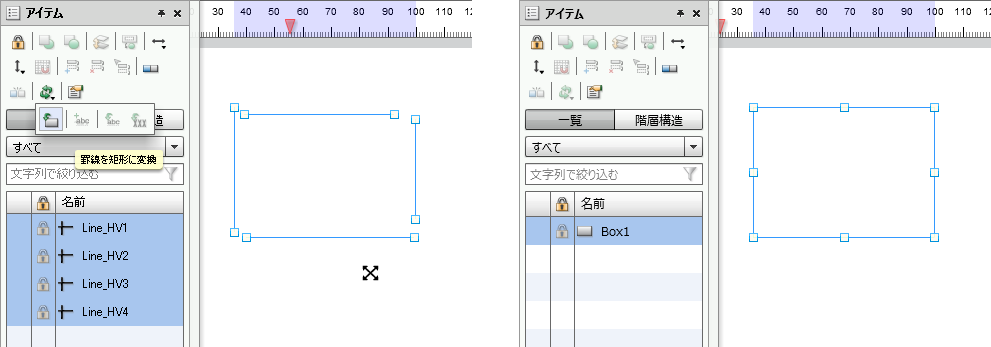 アイテム
30 40 50 60 70 80 90 100 110 120
造
すべて
罫線を矩形に変換
文字列で絞り込む
名前
Line_HV1
Line_HV2
Line_HV3
Line_HV4
アイテム
30 40 50 60 70 80 90 100 110
一覧 階層構造
すべて
文字列で絞り込む
名前
Box1